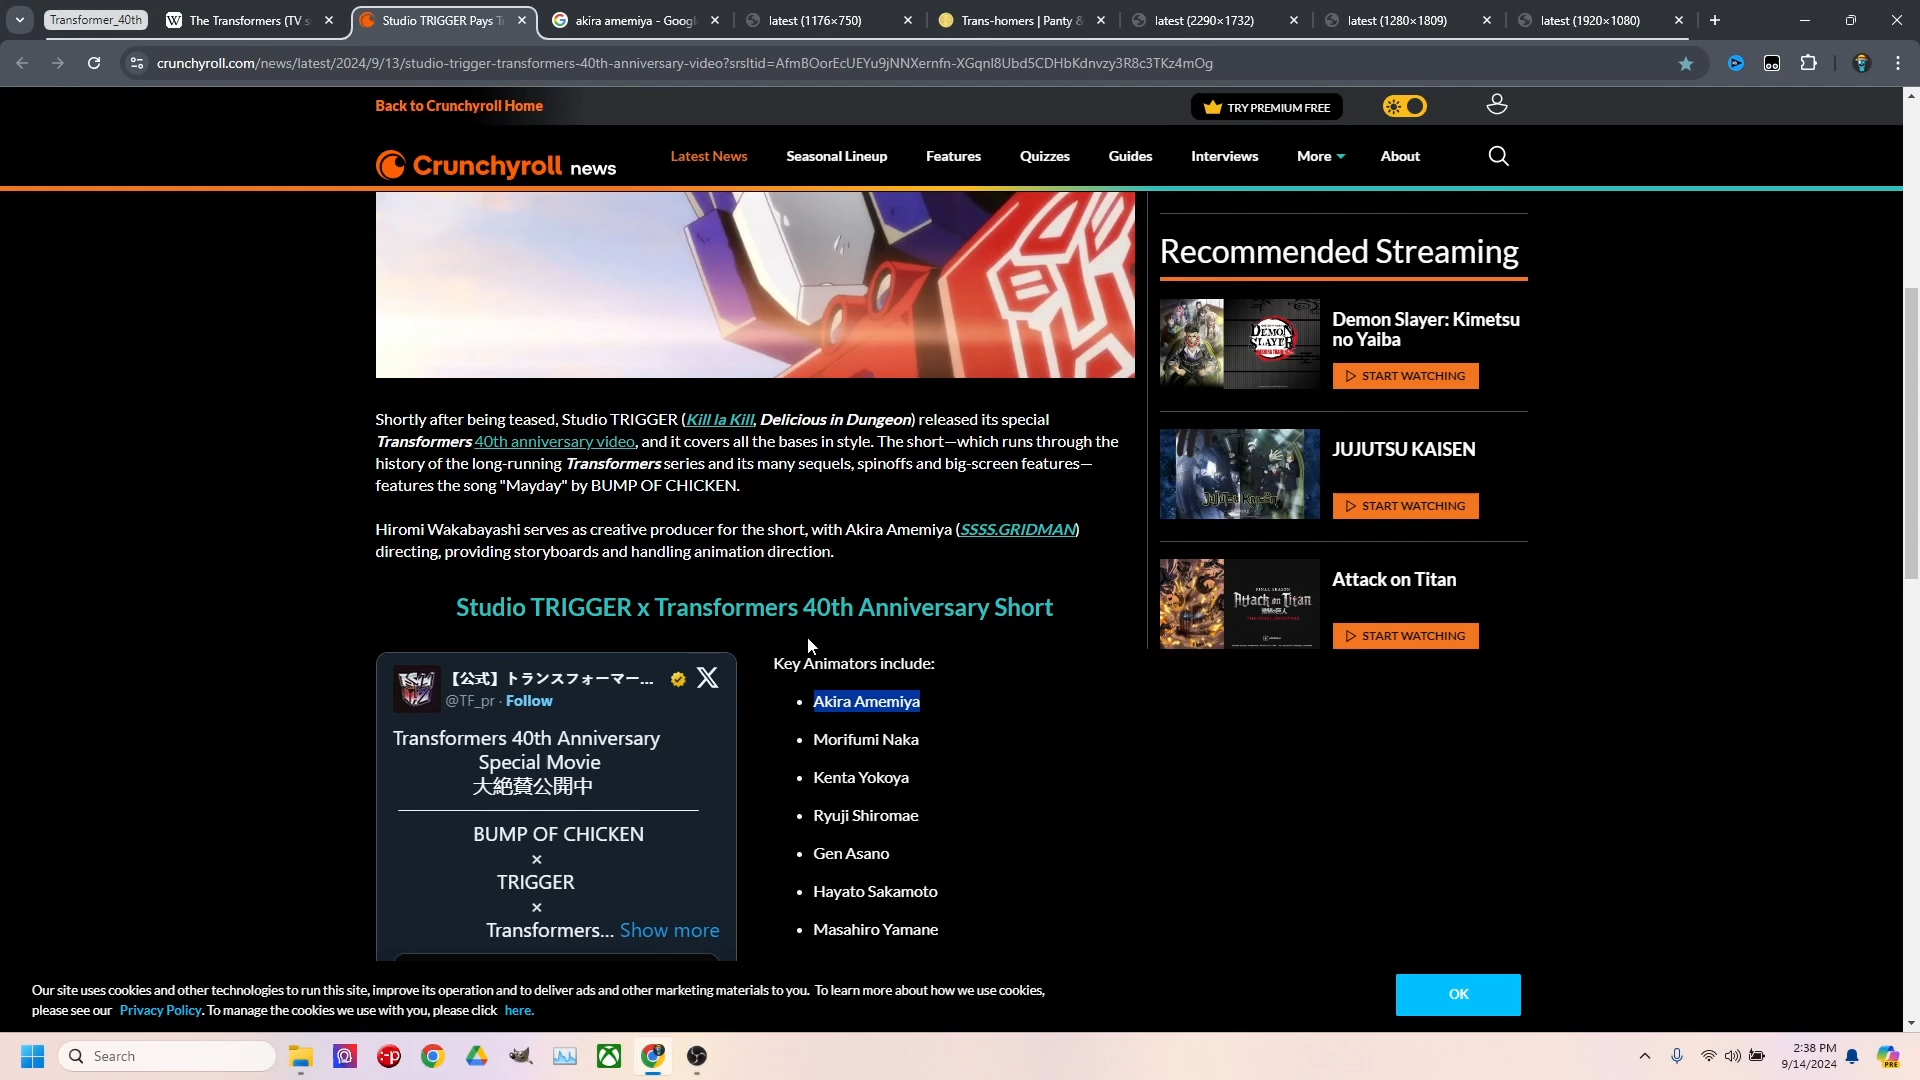 Transformer_40th
The Transformers (TV s
Studio TRIGGER Pays T
akira amemiya - Googl
latest (1176×750)
Trans-homers | Panty &
latest (2290×1732)
latest (1280×1809)
latest (1920×1080)
crunchyroll.com/news/latest/2024/9/13/studio-trigger-transformers-40th-anniversary-video?srsltid=AfmBOorEcUEYu9jNNXernfn-XGqnI8Ubd5CDHbKdnvzy3R8c3TKz4mOg
Back to Crunchyroll Home
TRY PREMIUM FREE
Crunchyroll news
Latest News
Seasonal Lineup
Features
Quizzes
Guides
Interviews
More
About
Recommended Streaming
DEMON SLAYER
Demon Slayer: Kimetsu
no Yaiba
START WATCHING
JUJUTSU KAISEN
JUJUTSU KAISEN
START WATCHING
Attack on Titan
Attack on Titan
START WATCHING
Shortly after being teased, Studio TRIGGER (Kill la Kill, Delicious in Dungeon) released its special
Transformers 40th anniversary video, and it covers all the bases in style. The short—which runs through the
history of the long-running Transformers series and its many sequels, spinoffs and big-screen features—
features the song "Mayday" by BUMP OF CHICKEN.
Hiromi Wakabayashi serves as creative producer for the short, with Akira Amemiya (SSSS.GRIDMAN)
directing, providing storyboards and handling animation direction.
Studio TRIGGER x Transformers 40th Anniversary Short
【公式】トランスフォーマー...
@TF_pr · Follow
Transformers 40th Anniversary
Special Movie
大絶賛公開中
BUMP OF CHICKEN
×
TRIGGER
×
Transformers... Show more
Key Animators include:
• Akira Amemiya
• Morifumi Naka
• Kenta Yokoya
• Ryuji Shiromae
• Gen Asano
• Hayato Sakamoto
• Masahiro Yamane
Our site uses cookies and other technologies to run this site, improve its operation and to deliver ads and other marketing materials to you. To learn more about how we use cookies,
please see our Privacy Policy. To manage the cookies we use with you, please click here.
OK
Search
2:38 PM
9/14/2024
PRE